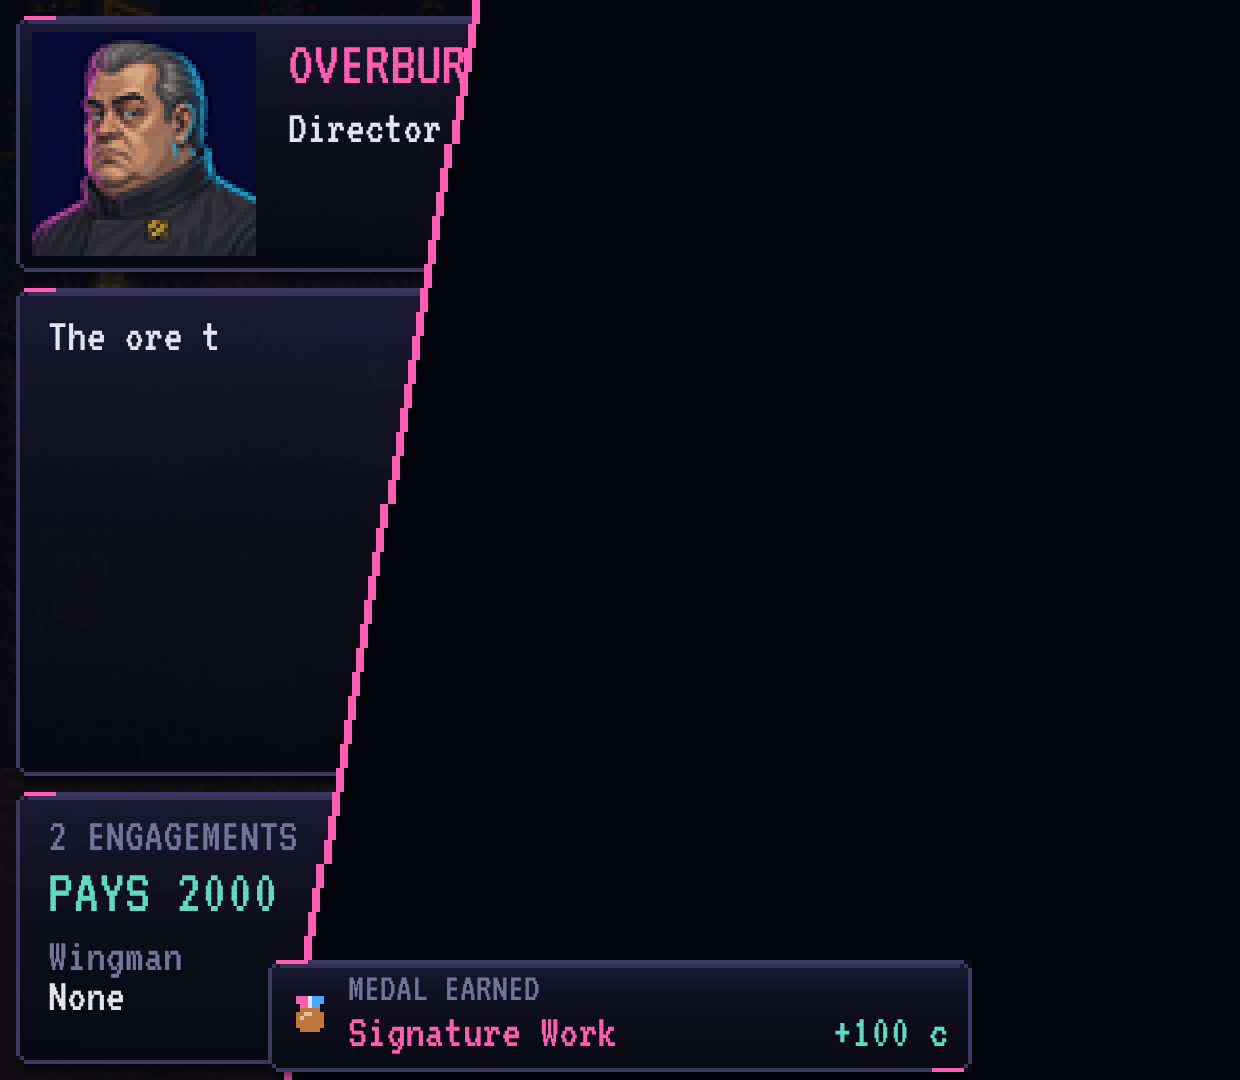 OVERBUR
Director
The ore t
2 ENGAGEMENTS
PAYS 2000
Wingman
None
MEDAL EARNED
Signature Work +100 c